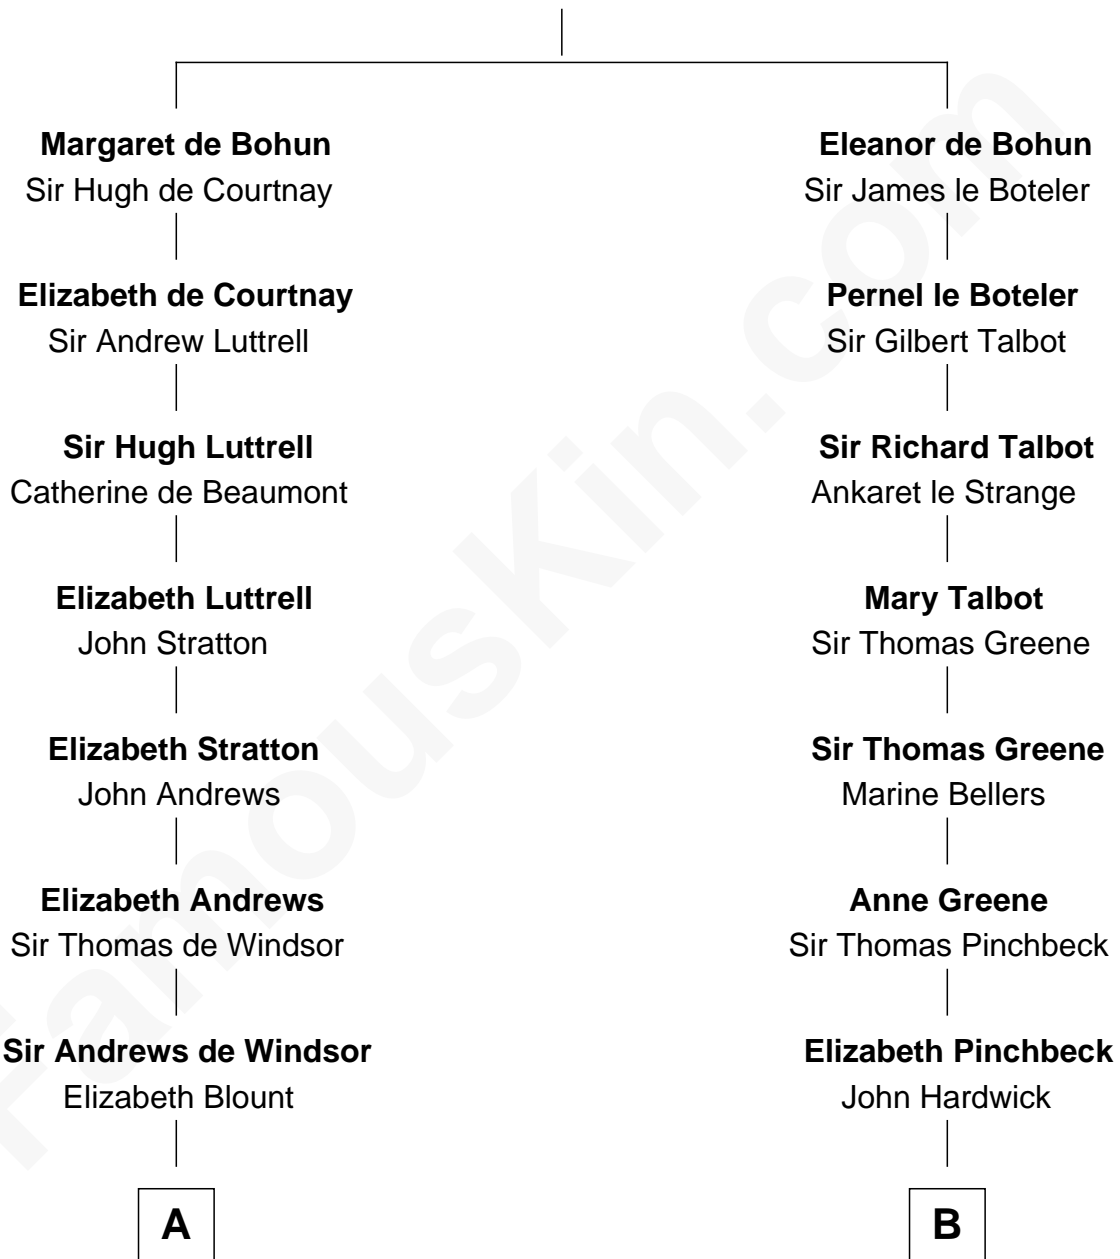 Margaret de Bohun
Sir Hugh de Courtnay
Elizabeth de Courtnay
Sir Andrew Luttrell
Sir Hugh Luttrell
Catherine de Beaumont
Elizabeth Luttrell
John Stratton
Elizabeth Stratton
John Andrews
Elizabeth Andrews
Sir Thomas de Windsor
Sir Andrews de Windsor
Elizabeth Blount
A
Eleanor de Bohun
Sir James le Boteler
Pernel le Boteler
Sir Gilbert Talbot
Sir Richard Talbot
Ankaret le Strange
Mary Talbot
Sir Thomas Greene
Sir Thomas Greene
Marine Bellers
Anne Greene
Sir Thomas Pinchbeck
Elizabeth Pinchbeck
John Hardwick
B
FamousKin.com